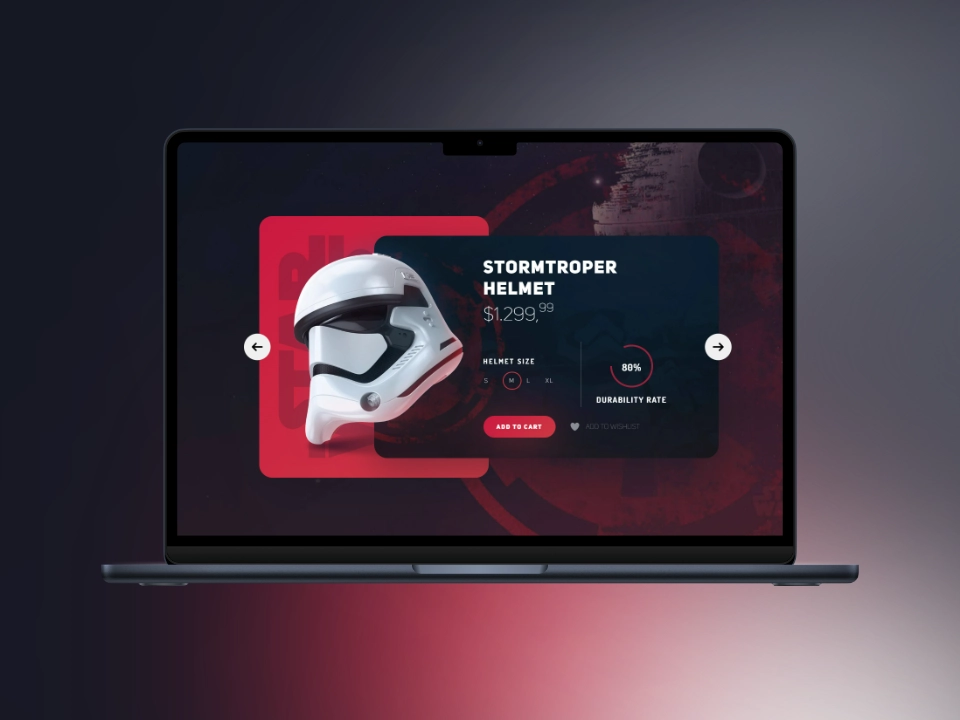 STORMTROPER
HELMET
$1.299,99
HELMET SIZE
S M L XL
80%
DURABILITY RATE
ADD TO CART
ADD TO WISHLIST